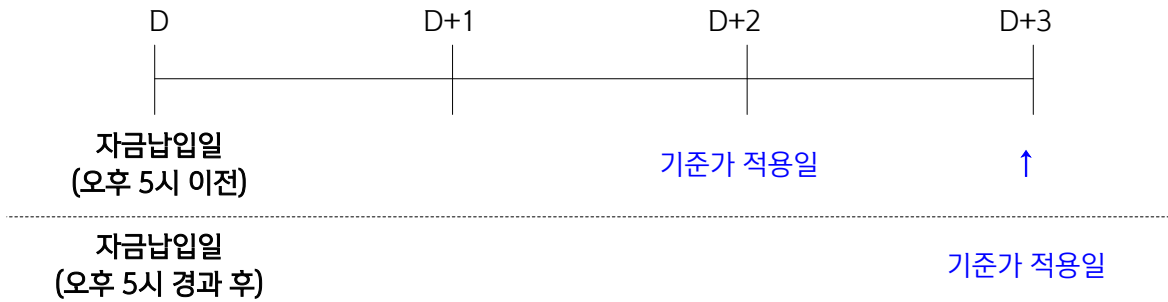 D D+1 D+2 D+3
자금납입일
(오후 5시 이전)
기준가 적용일 ↑
자금납입일
(오후 5시 경과 후)
기준가 적용일